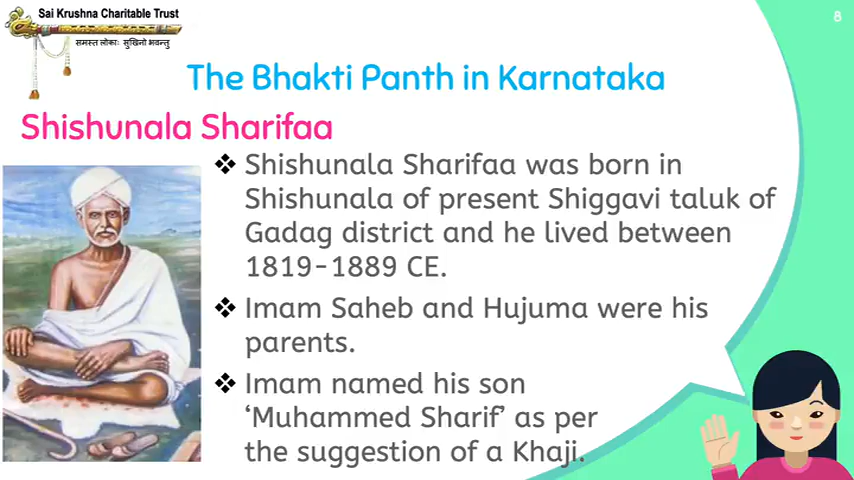 Sai Krushna Charitable Trust
समस्त लोकाः सुखिनो भवन्तु
8
The Bhakti Panth in Karnataka
Shishunala Sharifaa
❖ Shishunala Sharifaa was born in
Shishunala of present Shiggavi taluk of
Gadag district and he lived between
1819-1889 CE.
❖ Imam Saheb and Hujuma were his
parents.
❖ Imam named his son
‘Muhammed Sharif’ as per
the suggestion of a Khaji.